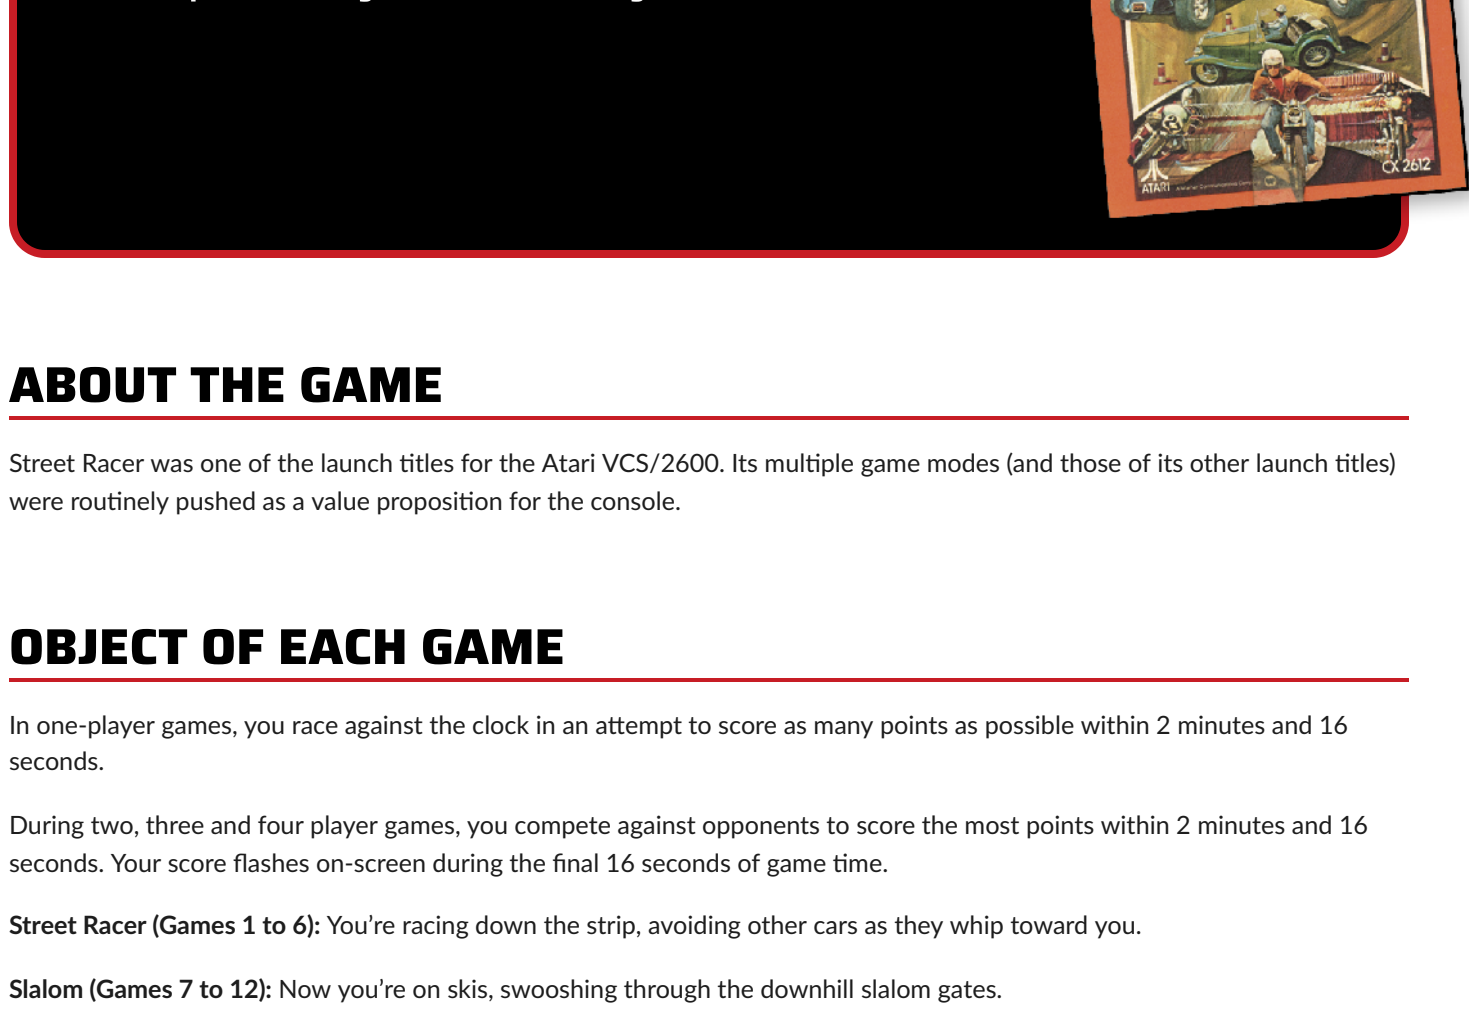 CX 2612
ATARI
ABOUT THE GAME
Street Racer was one of the launch titles for the Atari VCS/2600. Its multiple game modes (and those of its other launch titles)
were routinely pushed as a value proposition for the console.
OBJECT OF EACH GAME
In one-player games, you race against the clock in an attempt to score as many points as possible within 2 minutes and 16
seconds.
During two, three and four player games, you compete against opponents to score the most points within 2 minutes and 16
seconds. Your score flashes on-screen during the final 16 seconds of game time.
Street Racer (Games 1 to 6): You’re racing down the strip, avoiding other cars as they whip toward you.
Slalom (Games 7 to 12): Now you’re on skis, swooshing through the downhill slalom gates.